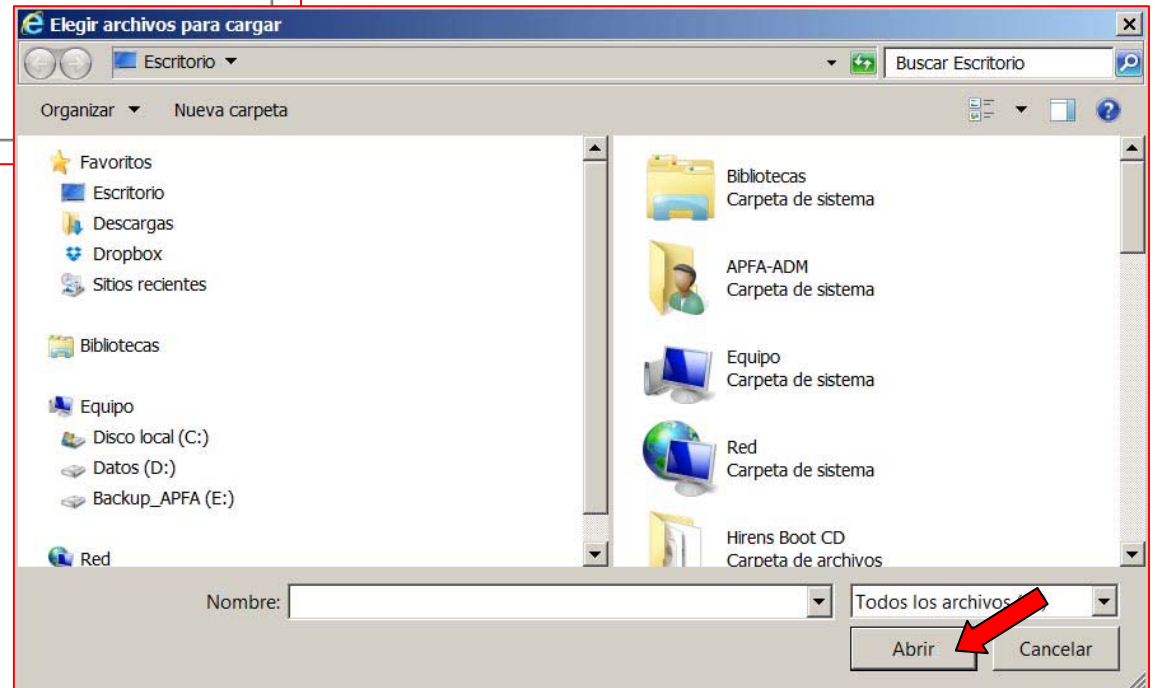 Elegir archivos para cargar
Escritorio
Buscar Escritorio
Organizar
Nueva carpeta
Favoritos
Escritorio
Descargas
Dropbox
Sitios recientes
Bibliotecas
Equipo
Disco local (C:)
Datos (D:)
Backup_APFA (E:)
Red
Bibliotecas
Carpeta de sistema
APFA-ADM
Carpeta de sistema
Equipo
Carpeta de sistema
Red
Carpeta de sistema
Hirens Boot CD
Carpeta de archivos
Nombre:
Todos los archivos
Abrir
Cancelar